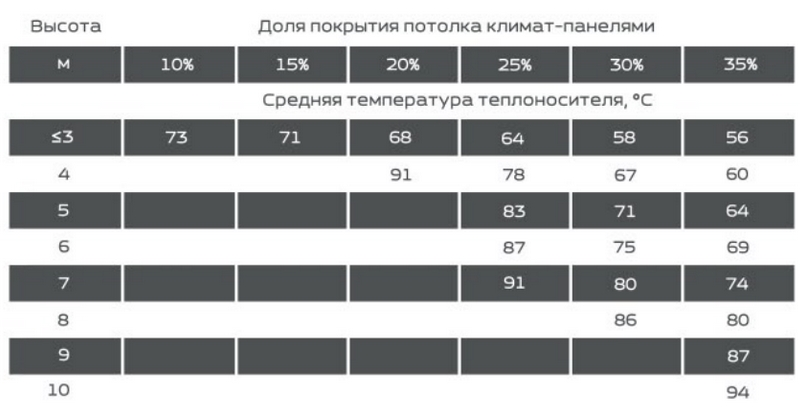 Высота Доля покрытия потолка климат-панелями
м 10% 15% 20% 25% 30% 35%
Средняя температура теплоносителя, °C
≤3 73 71 68 64 58 56
4 91 78 67 60
5 83 71 64
6 87 75 69
7 91 80 74
8 86 80
9 87
10 94